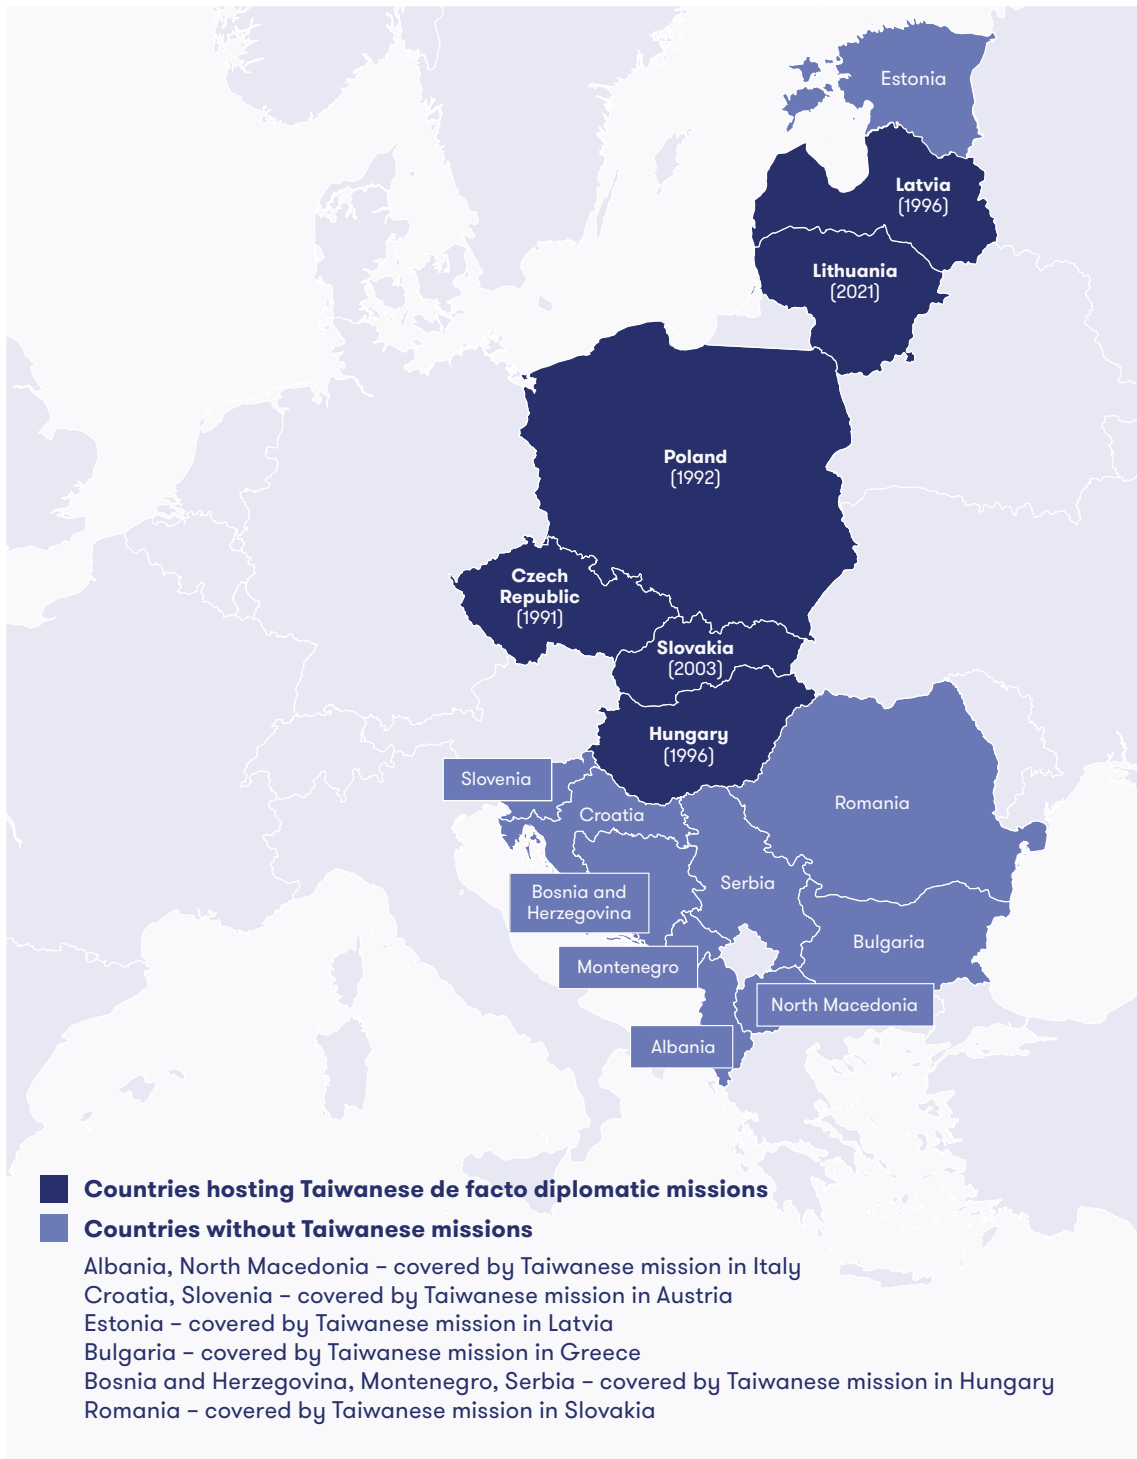 Estonia
Latvia
(1996)
Lithuania
(2021)
Poland
(1992)
Czech
Republic
(1991)
Slovakia
(2003)
Hungary
(1996)
Slovenia
Croatia
Romania
Bosnia and
Herzegovina
Serbia
Montenegro
Bulgaria
North Macedonia
Albania
Countries hosting Taiwanese de facto diplomatic missions
Countries without Taiwanese missions
Albania, North Macedonia – covered by Taiwanese mission in Italy
Croatia, Slovenia – covered by Taiwanese mission in Austria
Estonia – covered by Taiwanese mission in Latvia
Bulgaria – covered by Taiwanese mission in Greece
Bosnia and Herzegovina, Montenegro, Serbia – covered by Taiwanese mission in Hungary
Romania – covered by Taiwanese mission in Slovakia